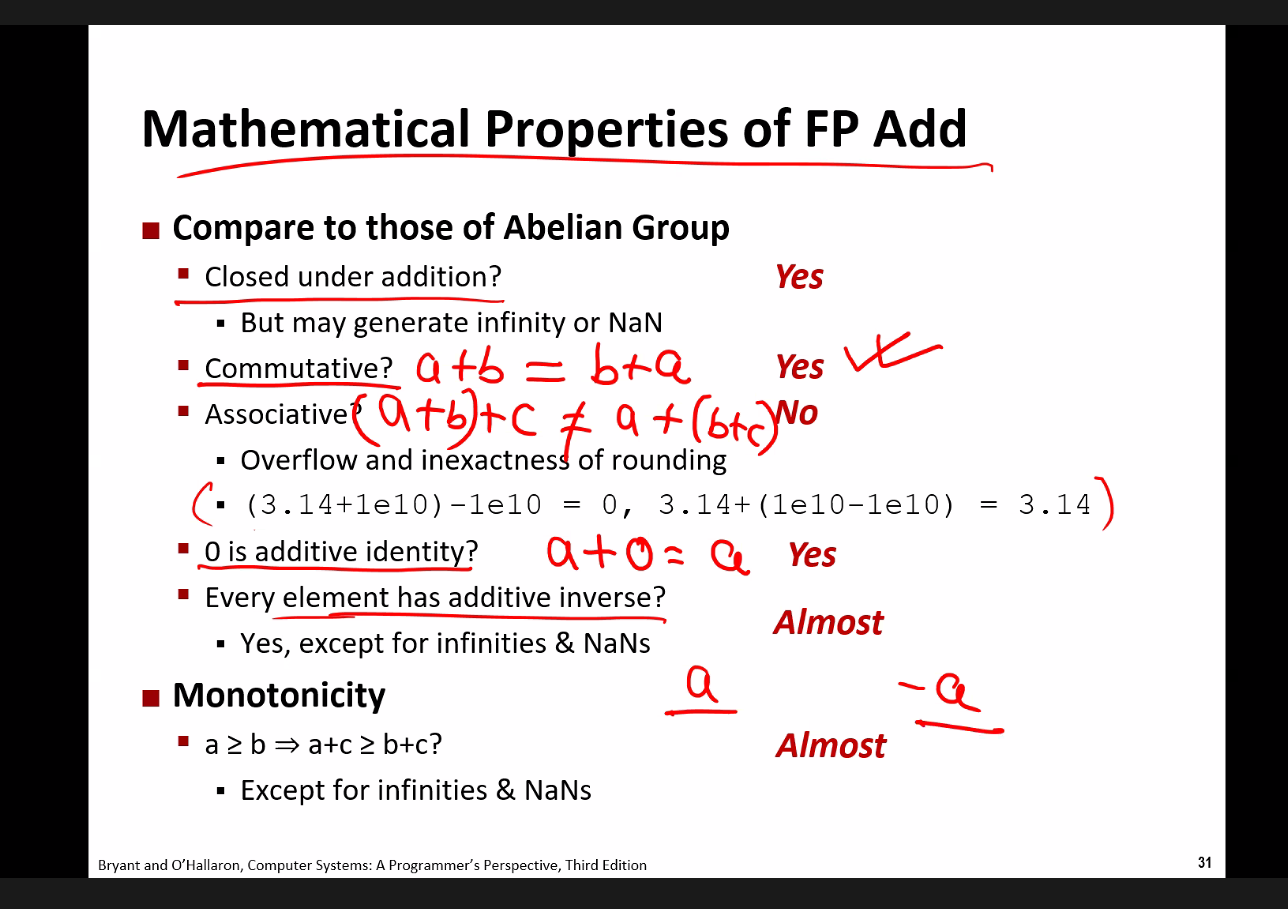 Mathematical Properties of FP Add
■ Compare to those of Abelian Group
▪ Closed under addition? Yes
▪ But may generate infinity or NaN
▪ Commutative? a+b = b+a Yes
▪ Associative? (a+b)+c ≠ a+(b+c) No
▪ Overflow and inexactness of rounding
( ▪ (3.14+1e10)-1e10 = 0, 3.14+(1e10-1e10) = 3.14 )
▪ 0 is additive identity? a+0 = a Yes
▪ Every element has additive inverse? Almost
▪ Yes, except for infinities & NaNs
a -a
■ Monotonicity
▪ a ≥ b ⇒ a+c ≥ b+c? Almost
▪ Except for infinities & NaNs
Bryant and O'Hallaron, Computer Systems: A Programmer's Perspective, Third Edition 31